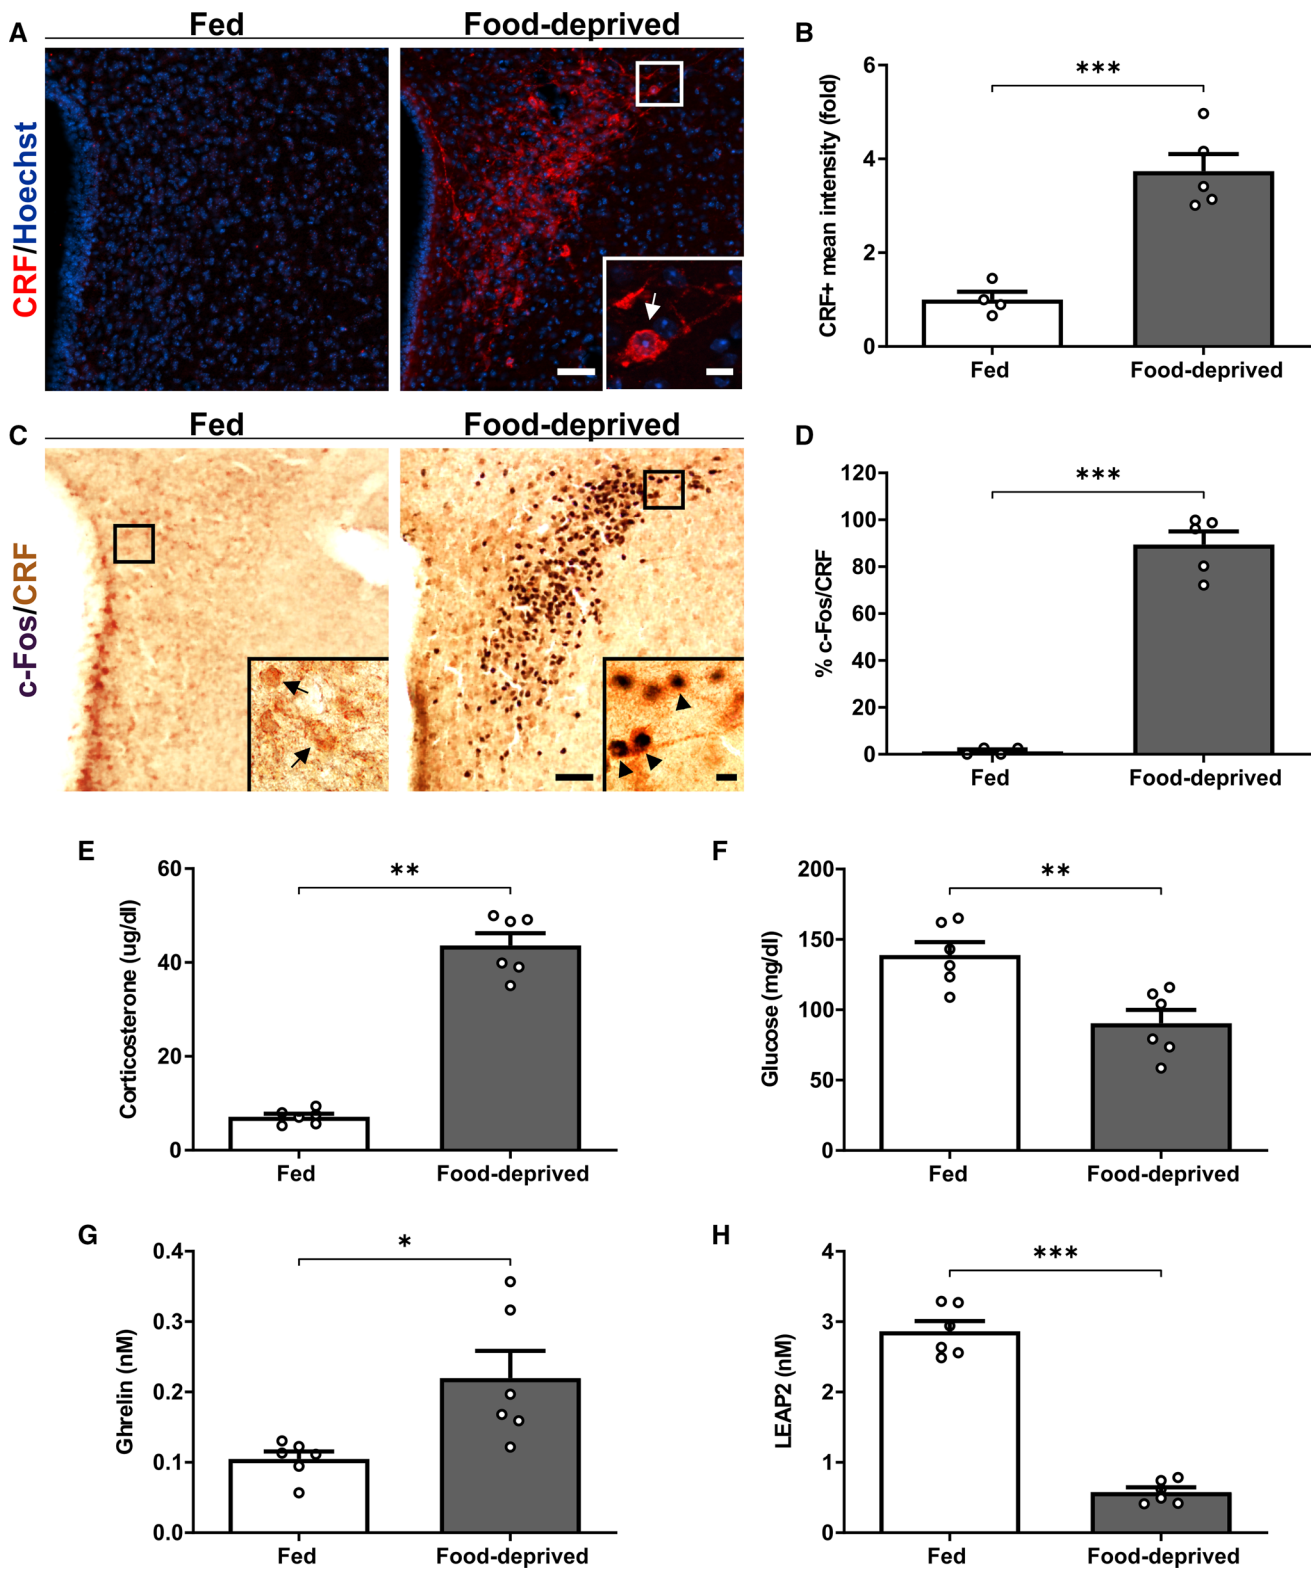 A
Fed
Food-deprived
CRF/Hoechst
B
CRF+ mean intensity (fold)
6
4
2
0
***
Fed
Food-deprived
C
Fed
Food-deprived
c-Fos/CRF
D
% c-Fos/CRF
120
100
80
60
40
20
0
***
Fed
Food-deprived
E
Corticosterone (ug/dl)
60
40
20
0
**
Fed
Food-deprived
F
Glucose (mg/dl)
200
150
100
50
0
**
Fed
Food-deprived
G
Ghrelin (nM)
0.4
0.3
0.2
0.1
0.0
*
Fed
Food-deprived
H
LEAP2 (nM)
4
3
2
1
0
***
Fed
Food-deprived